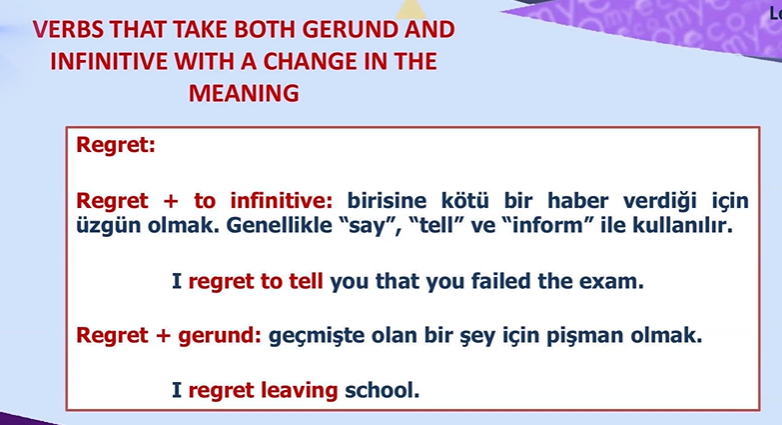 VERBS THAT TAKE BOTH GERUND AND
INFINITIVE WITH A CHANGE IN THE
MEANING
Regret:
Regret + to infinitive: birisine kötü bir haber verdiği için
üzgün olmak. Genellikle “say”, “tell” ve “inform” ile kullanılır.
I regret to tell you that you failed the exam.
Regret + gerund: geçmişte olan bir şey için pişman olmak.
I regret leaving school.